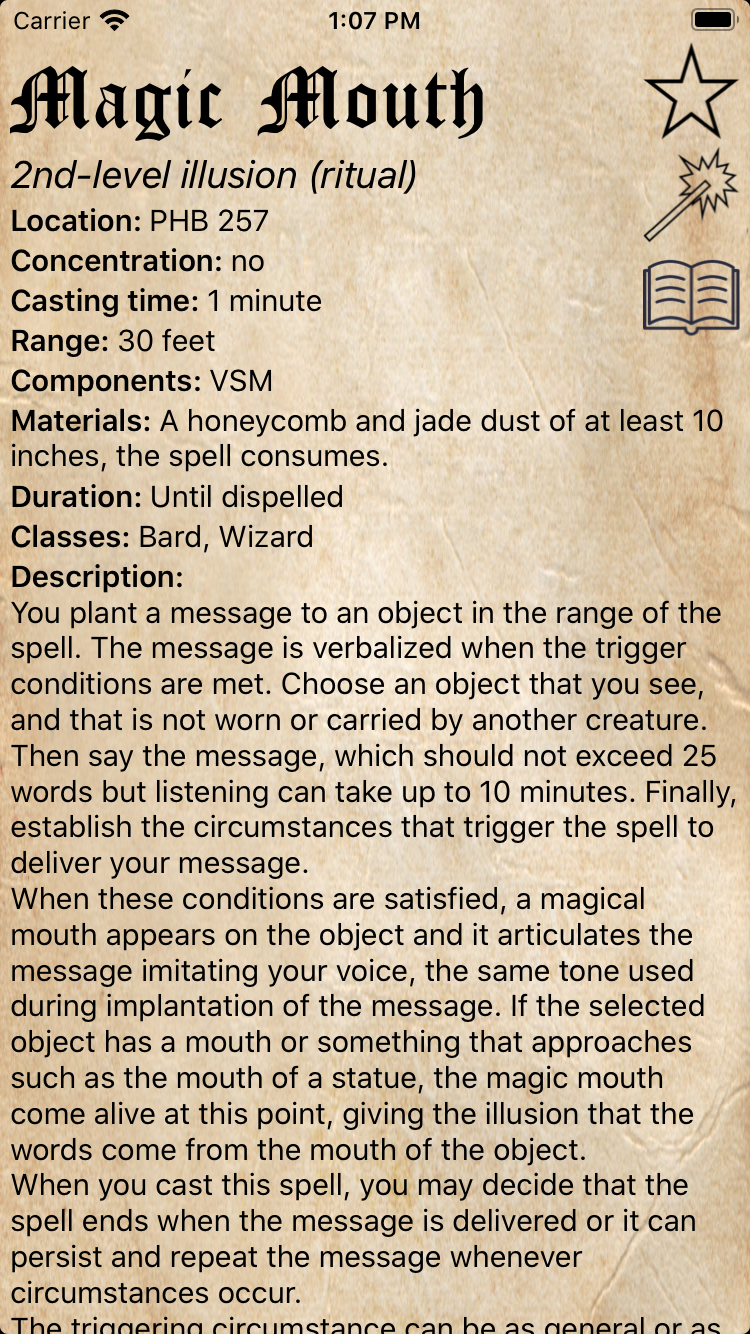 Carrier 1:07 PM
Magic Mouth
2nd-level illusion (ritual)
Location: PHB 257
Concentration: no
Casting time: 1 minute
Range: 30 feet
Components: VSM
Materials: A honeycomb and jade dust of at least 10
inches, the spell consumes.
Duration: Until dispelled
Classes: Bard, Wizard
Description:
You plant a message to an object in the range of the
spell. The message is verbalized when the trigger
conditions are met. Choose an object that you see,
and that is not worn or carried by another creature.
Then say the message, which should not exceed 25
words but listening can take up to 10 minutes. Finally,
establish the circumstances that trigger the spell to
deliver your message.
When these conditions are satisfied, a magical
mouth appears on the object and it articulates the
message imitating your voice, the same tone used
during implantation of the message. If the selected
object has a mouth or something that approaches
such as the mouth of a statue, the magic mouth
come alive at this point, giving the illusion that the
words come from the mouth of the object.
When you cast this spell, you may decide that the
spell ends when the message is delivered or it can
persist and repeat the message whenever
circumstances occur.
The triggering circumstance can be as general or as